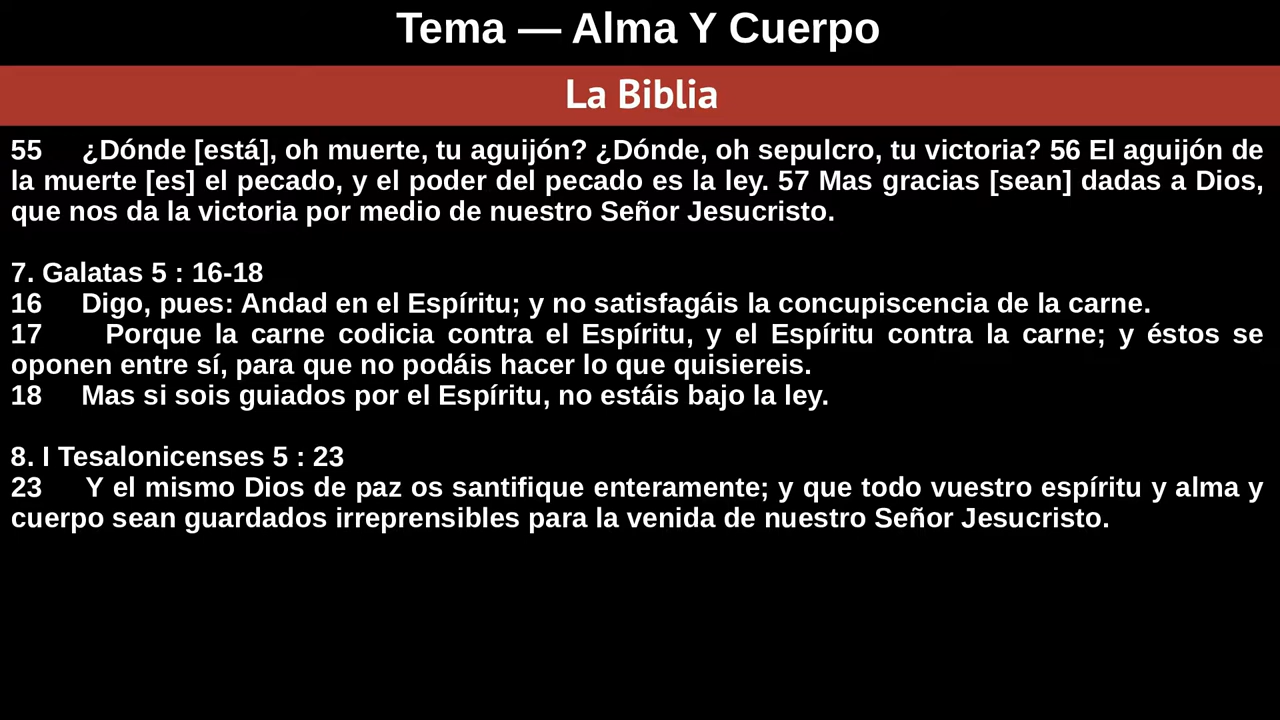 Tema — Alma Y Cuerpo
La Biblia
55 ¿Dónde [está], oh muerte, tu aguijón? ¿Dónde, oh sepulcro, tu victoria? 56 El aguijón de
la muerte [es] el pecado, y el poder del pecado es la ley. 57 Mas gracias [sean] dadas a Dios,
que nos da la victoria por medio de nuestro Señor Jesucristo.
7. Galatas 5 : 16-18
16 Digo, pues: Andad en el Espíritu; y no satisfagáis la concupiscencia de la carne.
17 Porque la carne codicia contra el Espíritu, y el Espíritu contra la carne; y éstos se
oponen entre sí, para que no podáis hacer lo que quisiereis.
18 Mas si sois guiados por el Espíritu, no estáis bajo la ley.
8. I Tesalonicenses 5 : 23
23 Y el mismo Dios de paz os santifique enteramente; y que todo vuestro espíritu y alma y
cuerpo sean guardados irreprensibles para la venida de nuestro Señor Jesucristo.